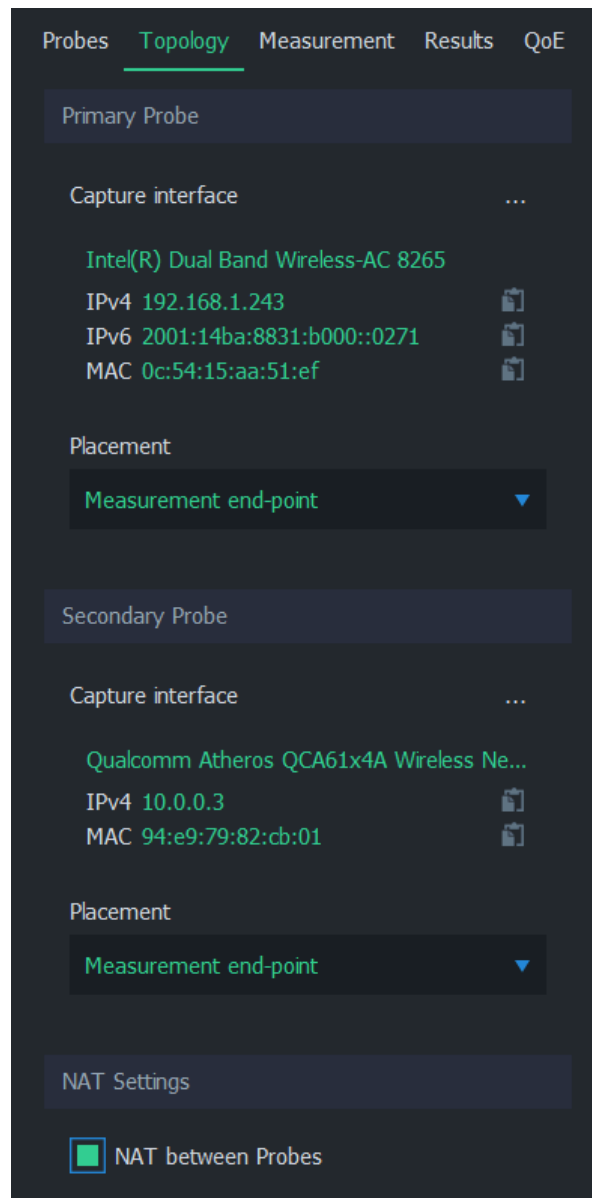 Probes Topology Measurement Results QoE
Primary Probe
Capture interface ...
Intel(R) Dual Band Wireless-AC 8265
IPv4 192.168.1.243
IPv6 2001:14ba:8831:b000::0271
MAC 0c:54:15:aa:51:ef
Placement
Measurement end-point
Secondary Probe
Capture interface ...
Qualcomm Atheros QCA61x4A Wireless Ne...
IPv4 10.0.0.3
MAC 94:e9:79:82:cb:01
Placement
Measurement end-point
NAT Settings
NAT between Probes